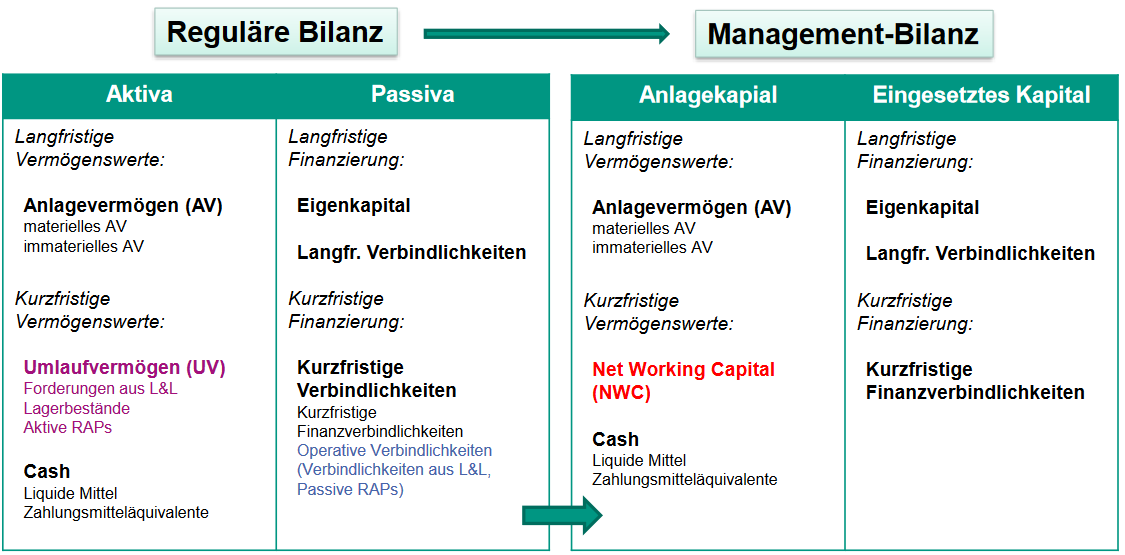 Reguläre Bilanz
Management-Bilanz
Aktiva
Passiva
Langfristige
Vermögenswerte:
Anlagevermögen (AV)
materielles AV
immaterielles AV
Kurzfristige
Vermögenswerte:
Umlaufvermögen (UV)
Forderungen aus L&L
Lagerbestände
Aktive RAPs
Cash
Liquide Mittel
Zahlungsmitteläquivalente
Langfristige
Finanzierung:
Eigenkapital
Langfr. Verbindlichkeiten
Kurzfristige
Finanzierung:
Kurzfristige
Verbindlichkeiten
Kurzfristige
Finanzverbindlichkeiten
Operative Verbindlichkeiten
(Verbindlichkeiten aus L&L,
Passive RAPs)
Anlagekapial
Eingesetztes Kapital
Langfristige
Vermögenswerte:
Anlagevermögen (AV)
materielles AV
immaterielles AV
Kurzfristige
Vermögenswerte:
Net Working Capital
(NWC)
Cash
Liquide Mittel
Zahlungsmitteläquivalente
Langfristige
Finanzierung:
Eigenkapital
Langfr. Verbindlichkeiten
Kurzfristige
Finanzierung:
Kurzfristige
Finanzverbindlichkeiten